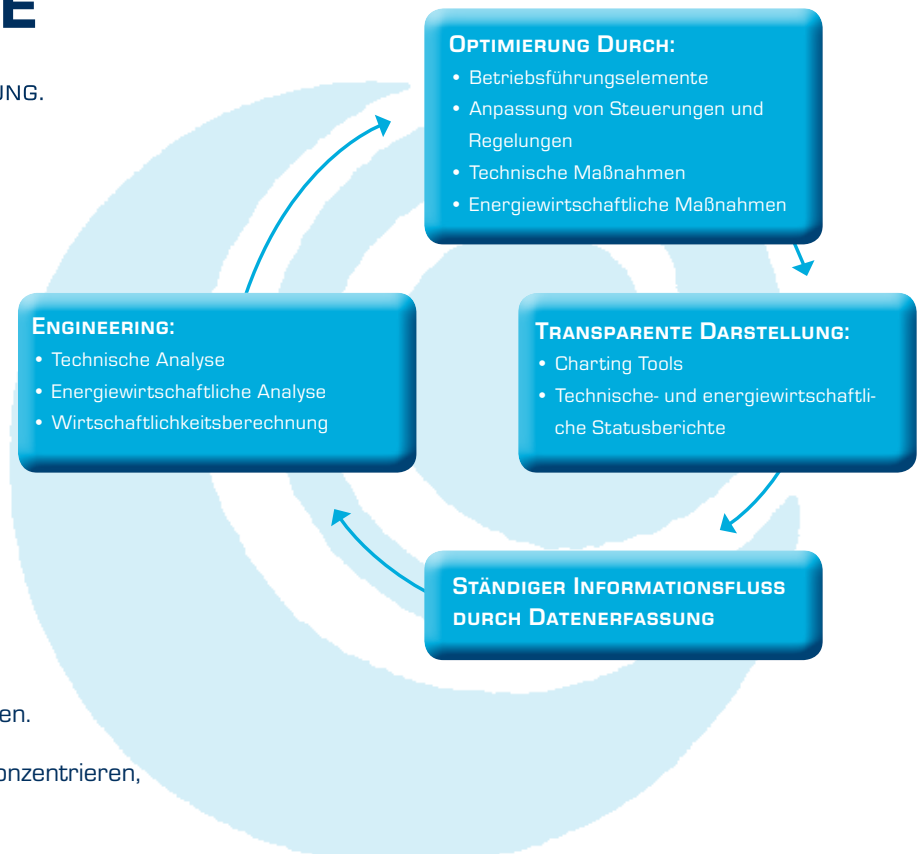 E
UNG.
OPTIMIERUNG DURCH:
• Betriebsführungselemente
• Anpassung von Steuerungen und
Regelungen
• Technische Maßnahmen
• Energiewirtschaftliche Maßnahmen
ENGINEERING:
• Technische Analyse
• Energiewirtschaftliche Analyse
• Wirtschaftlichkeitsberechnung
TRANSPARENTE DARSTELLUNG:
• Charting Tools
• Technische- und energiewirtschaftli-
che Statusberichte
STÄNDIGER INFORMATIONSFLUSS
DURCH DATENERFASSUNG
en.
onzentrieren,